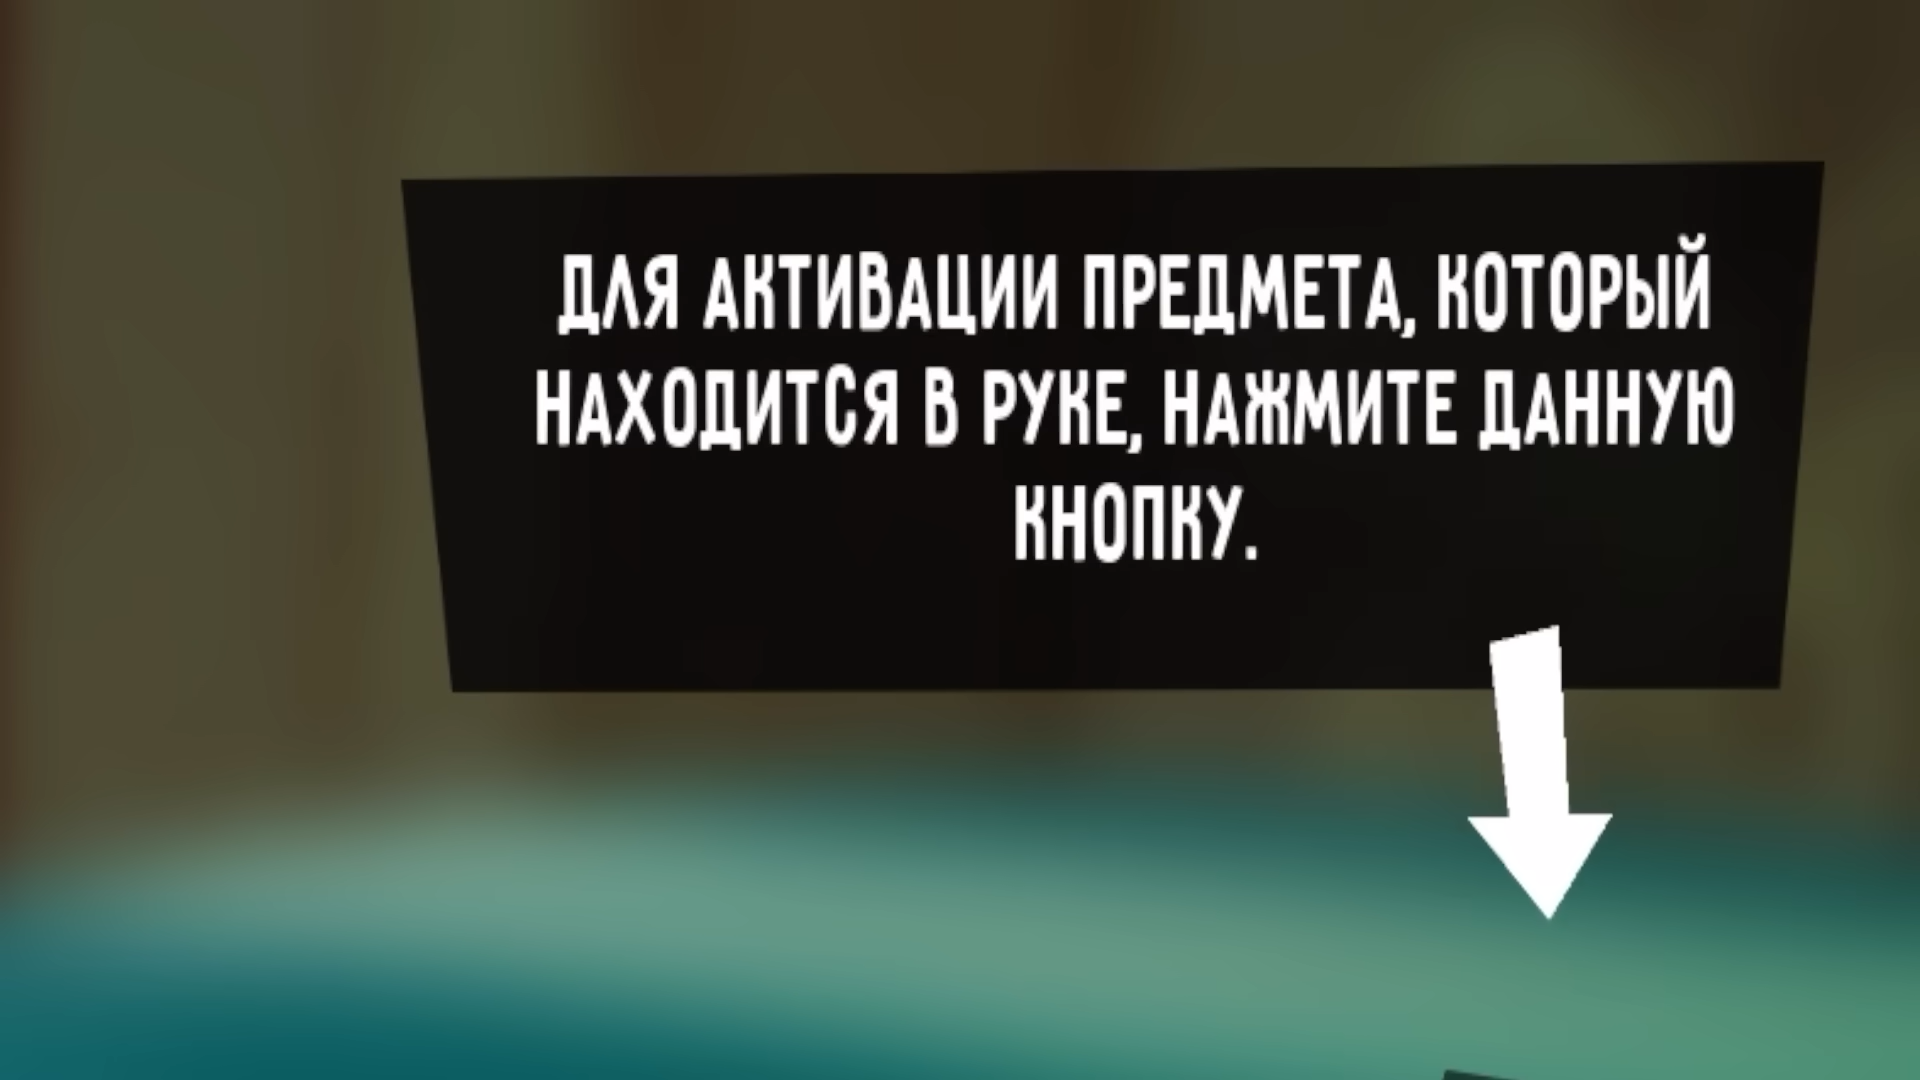 ДЛЯ АКТИВАЦИИ ПРЕДМЕТА, КОТОРЫЙ
НАХОДИТСЯ В РУКЕ, НАЖМИТЕ ДАННУЮ
КНОПКУ.